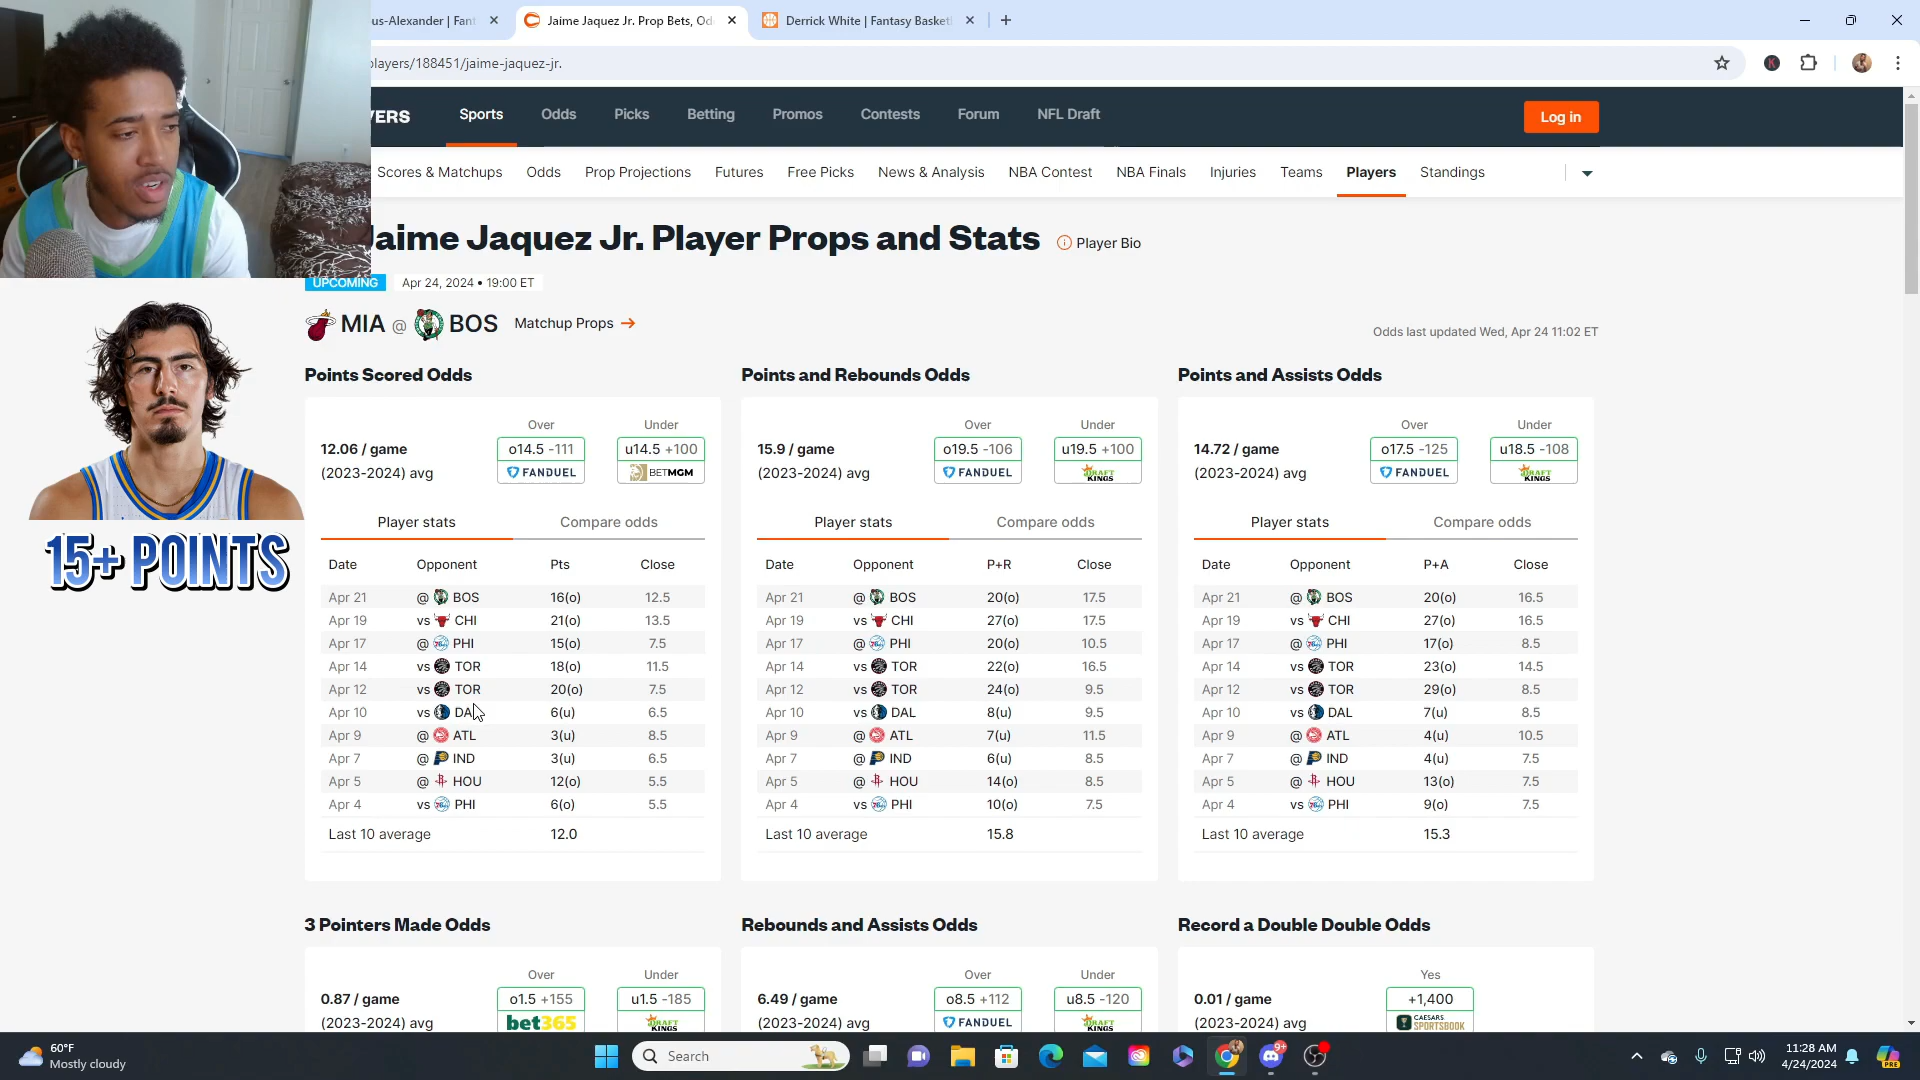 us-Alexander | Fant
Jaime Jaquez Jr. Prop Bets, Od
Derrick White | Fantasy Basket
layers/188451/jaime-jaquez-jr.
YERS
Sports Odds Picks Betting Promos Contests Forum NFL Draft
Log in
Scores & Matchups Odds Prop Projections Futures Free Picks News & Analysis NBA Contest NBA Finals Injuries Teams Players Standings
Jaime Jaquez Jr. Player Props and Stats
Player Bio
UPCOMING Apr 24, 2024 • 19:00 ET
MIA @ BOS Matchup Props →
Odds last updated Wed, Apr 24 11:02 ET
15+ POINTS
Points Scored Odds
Over Under
12.06 / game o14.5 -111 u14.5 +100
(2023-2024) avg FANDUEL BETMGM
Player stats Compare odds
Date Opponent Pts Close
Apr 21 @ BOS 16(o) 12.5
Apr 19 vs CHI 21(o) 13.5
Apr 17 @ PHI 15(o) 7.5
Apr 14 vs TOR 18(o) 11.5
Apr 12 vs TOR 20(o) 7.5
Apr 10 vs DAL 6(u) 6.5
Apr 9 @ ATL 3(u) 8.5
Apr 7 @ IND 3(u) 6.5
Apr 5 @ HOU 12(o) 5.5
Apr 4 vs PHI 6(o) 5.5
Last 10 average 12.0
Points and Rebounds Odds
Over Under
15.9 / game o19.5 -106 u19.5 +100
(2023-2024) avg FANDUEL DRAFT KINGS
Player stats Compare odds
Date Opponent P+R Close
Apr 21 @ BOS 20(o) 17.5
Apr 19 vs CHI 27(o) 17.5
Apr 17 @ PHI 20(o) 10.5
Apr 14 vs TOR 22(o) 16.5
Apr 12 vs TOR 24(o) 9.5
Apr 10 vs DAL 8(u) 9.5
Apr 9 @ ATL 7(u) 11.5
Apr 7 @ IND 6(u) 8.5
Apr 5 @ HOU 14(o) 8.5
Apr 4 vs PHI 10(o) 7.5
Last 10 average 15.8
Points and Assists Odds
Over Under
14.72 / game o17.5 -125 u18.5 -108
(2023-2024) avg FANDUEL DRAFT KINGS
Player stats Compare odds
Date Opponent P+A Close
Apr 21 @ BOS 20(o) 16.5
Apr 19 vs CHI 27(o) 16.5
Apr 17 @ PHI 17(o) 8.5
Apr 14 vs TOR 23(o) 14.5
Apr 12 vs TOR 29(o) 8.5
Apr 10 vs DAL 7(u) 8.5
Apr 9 @ ATL 4(u) 10.5
Apr 7 @ IND 4(u) 7.5
Apr 5 @ HOU 13(o) 7.5
Apr 4 vs PHI 9(o) 7.5
Last 10 average 15.3
3 Pointers Made Odds
Over Under
0.87 / game o1.5 +155 u1.5 -185
(2023-2024) avg bet365 DRAFT KINGS
Rebounds and Assists Odds
Over Under
6.49 / game o8.5 +112 u8.5 -120
(2023-2024) avg FANDUEL DRAFT KINGS
Record a Double Double Odds
Yes
0.01 / game +1,400
(2023-2024) avg CAESARS SPORTSBOOK
60°F
Mostly cloudy
Search
9+
11:28 AM
4/24/2024
PRE